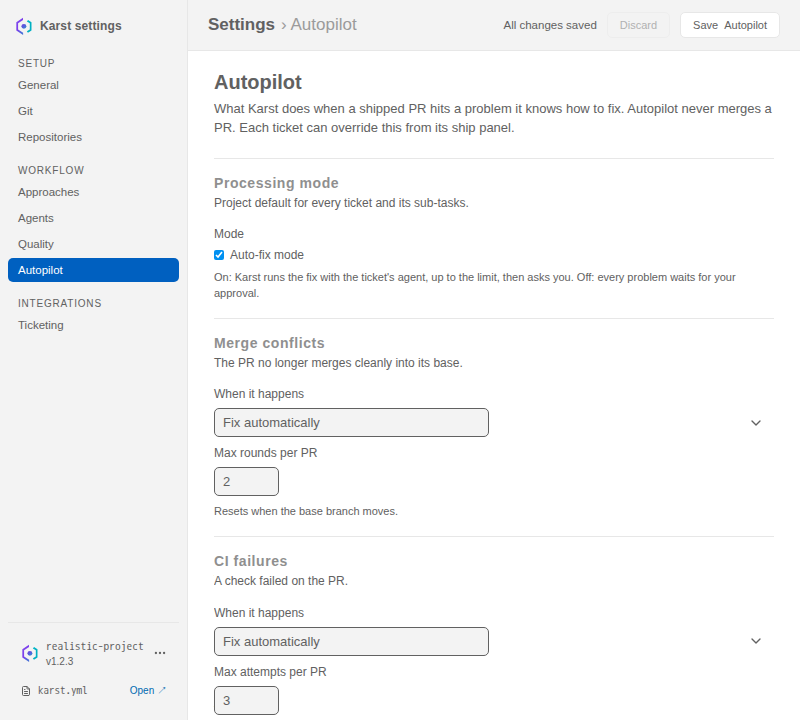 Karst settings
SETUP
General
Git
Repositories
WORKFLOW
Approaches
Agents
Quality
Autopilot
INTEGRATIONS
Ticketing
realistic-project
v1.2.3
karst.yml
Open ↗
Settings › Autopilot
All changes saved
Discard
Save Autopilot
Autopilot
What Karst does when a shipped PR hits a problem it knows how to fix. Autopilot never merges a
PR. Each ticket can override this from its ship panel.
Processing mode
Project default for every ticket and its sub-tasks.
Mode
Auto-fix mode
On: Karst runs the fix with the ticket's agent, up to the limit, then asks you. Off: every problem waits for your
approval.
Merge conflicts
The PR no longer merges cleanly into its base.
When it happens
Fix automatically
Max rounds per PR
2
Resets when the base branch moves.
CI failures
A check failed on the PR.
When it happens
Fix automatically
Max attempts per PR
3